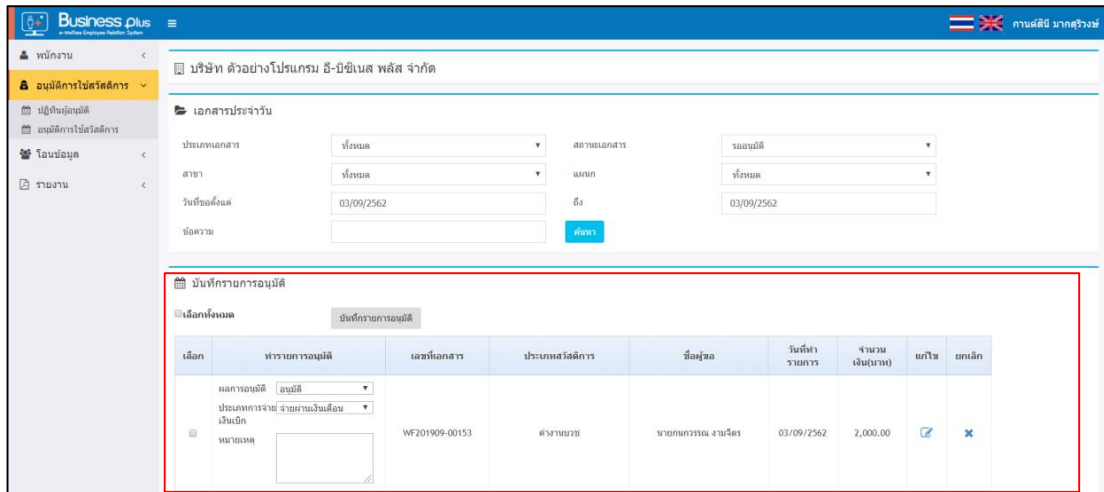 Business Plus
e-Welfare Employee Relation System
กานต์สินี มากสุริวงษ์
พนักงาน
อนุมัติการใช้สวัสดิการ
ปฏิทินผู้อนุมัติ
อนุมัติการใช้สวัสดิการ
โอนข้อมูล
รายงาน
บริษัท ตัวอย่างโปรแกรม อี-บิซิเนส พลัส จำกัด
เอกสารประจำวัน
ประเภทเอกสาร ทั้งหมด สถานะเอกสาร รออนุมัติ
สาขา ทั้งหมด แผนก ทั้งหมด
วันที่ขอตั้งแต่ 03/09/2562 ถึง 03/09/2562
ข้อความ ค้นหา
บันทึกรายการอนุมัติ
เลือกทั้งหมด บันทึกรายการอนุมัติ
เลือก ทำรายการอนุมัติ เลขที่เอกสาร ประเภทสวัสดิการ ชื่อผู้ขอ วันที่ทำรายการ จำนวนเงิน(บาท) แก้ไข ยกเลิก
ผลการอนุมัติ อนุมัติ
ประเภทการจ่ายเงินเบิก จ่ายผ่านเงินเดือน
หมายเหตุ
WF201909-00153 ค่างานบวช นายกนกวรรณ งามจิตร 03/09/2562 2,000.00